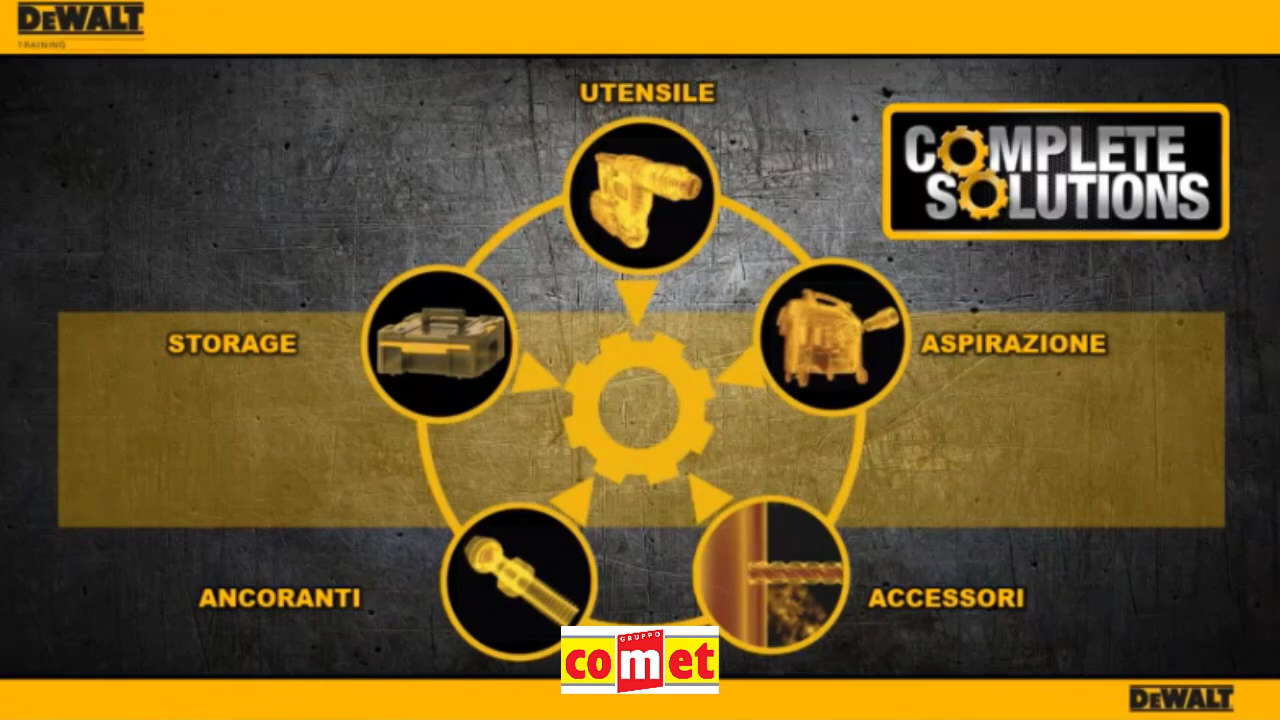 DEWALT
TRAINING
UTENSILE
COMPLETE
SOLUTIONS
STORAGE
ASPIRAZIONE
ANCORANTI
ACCESSORI
GRUPPO
comet
DEWALT